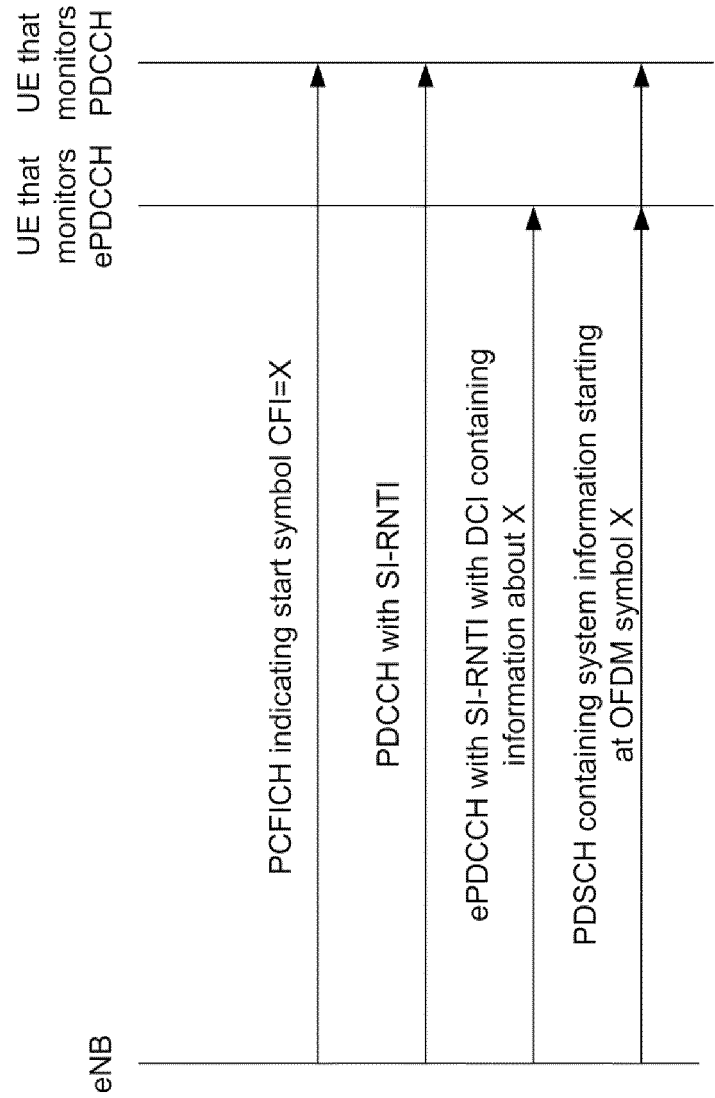 eNB
UE that
monitors
ePDCCH
UE that
monitors
PDCCH
PCFICH indicating start symbol CFI=X
PDCCH with SI-RNTI
ePDCCH with SI-RNTI with DCI containing
information about X
PDSCH containing system information starting
at OFDM symbol X